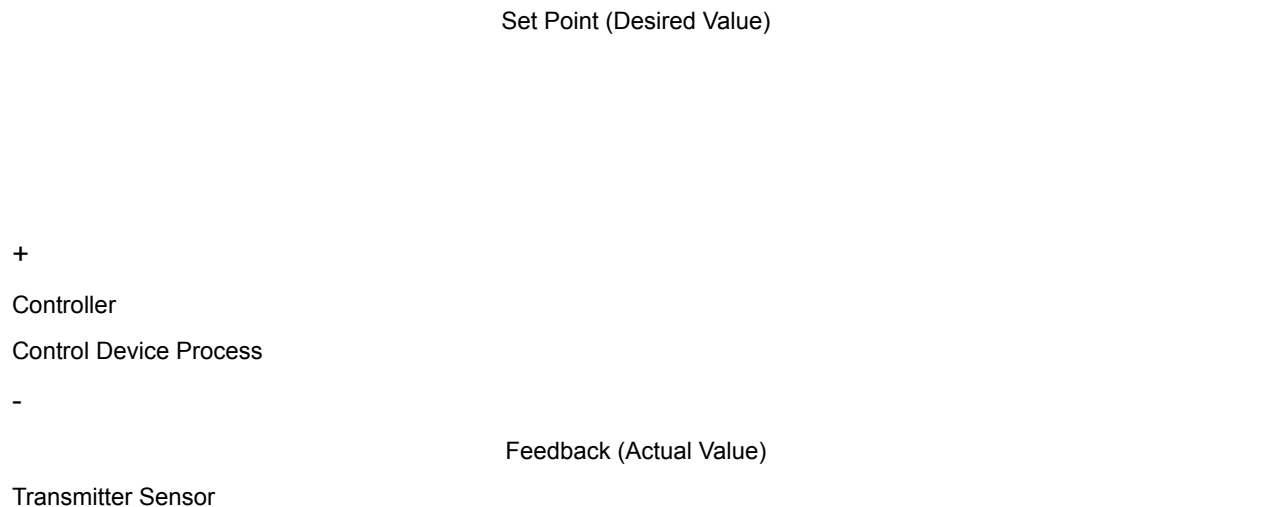 Set Point (Desired Value)
+
Controller
Control Device Process
-
Feedback (Actual Value)
Transmitter Sensor